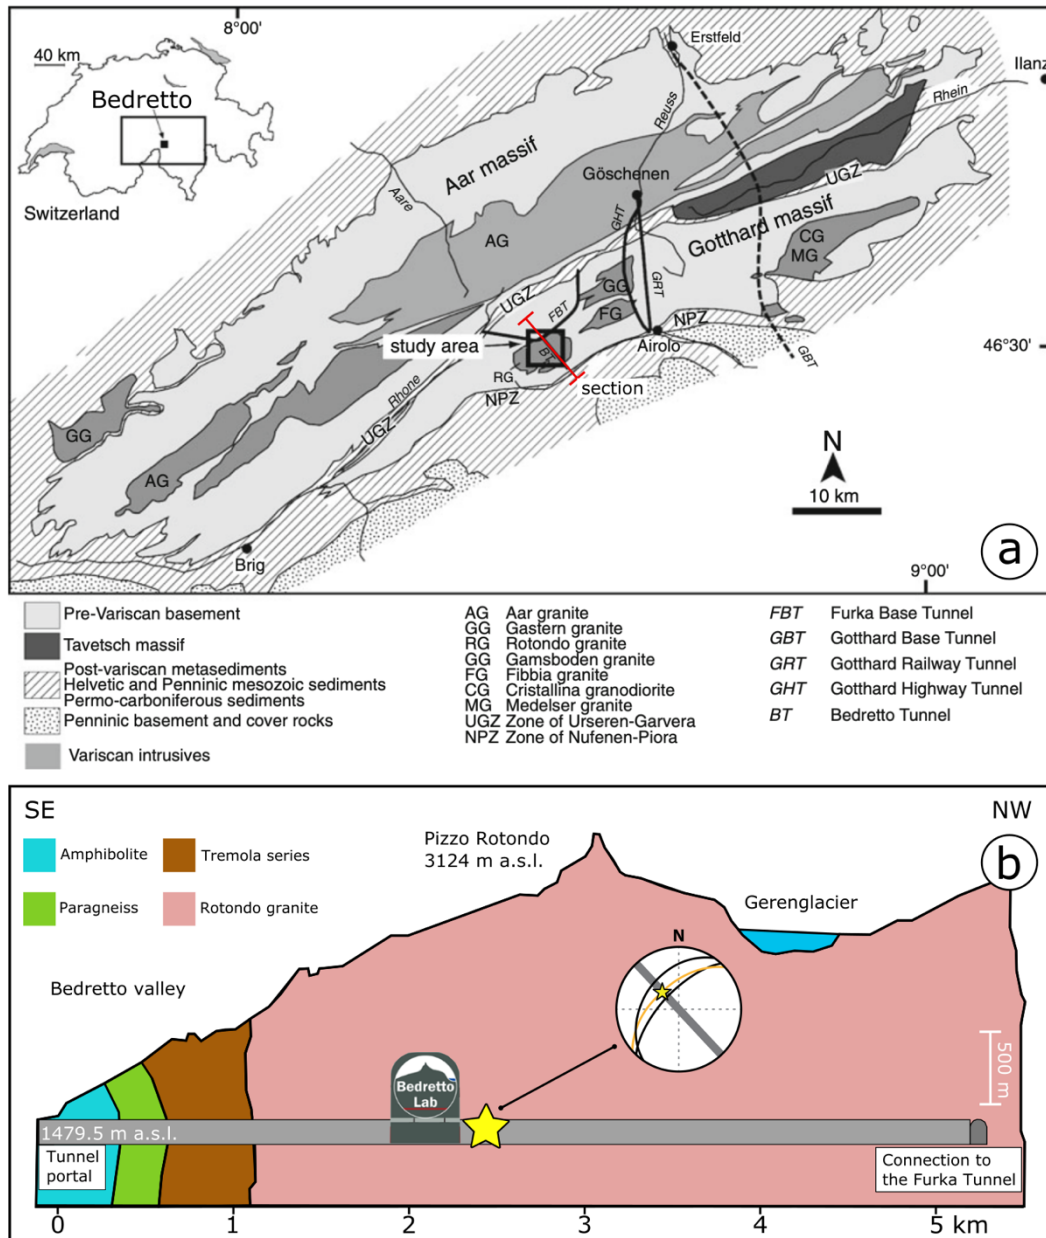 8°00'
40 km
Bedretto
Switzerland
Erstfeld
Ilanz
Rhein
Reuss
Aar massif
Aare
Göschenen
UGZ
Gotthard massif
GHT
CG
MG
AG
GRT
UGZ
GG
FBT
FG
NPZ
study area
BT
Airolo
46°30'
GBT
RG
section
Rhone
NPZ
UGZ
GG
N
10 km
AG
Brig
a
9°00'
Pre-Variscan basement
Tavetsch massif
Post-variscan metasediments
Helvetic and Penninic mesozoic sediments
Permo-carboniferous sediments
Penninic basement and cover rocks
Variscan intrusives
AG Aar granite
GG Gastern granite
RG Rotondo granite
GG Gamsboden granite
FG Fibbia granite
CG Cristallina granodiorite
MG Medelser granite
UGZ Zone of Urseren-Garvera
NPZ Zone of Nufenen-Piora
FBT Furka Base Tunnel
GBT Gotthard Base Tunnel
GRT Gotthard Railway Tunnel
GHT Gotthard Highway Tunnel
BT Bedretto Tunnel
SE
NW
b
Amphibolite
Tremola series
Paragneiss
Rotondo granite
Pizzo Rotondo
3124 m a.s.l.
Gerenglacier
N
Bedretto valley
500 m
Bedretto
Lab
1479.5 m a.s.l.
Tunnel
portal
Connection to
the Furka Tunnel
0 1 2 3 4 5 km